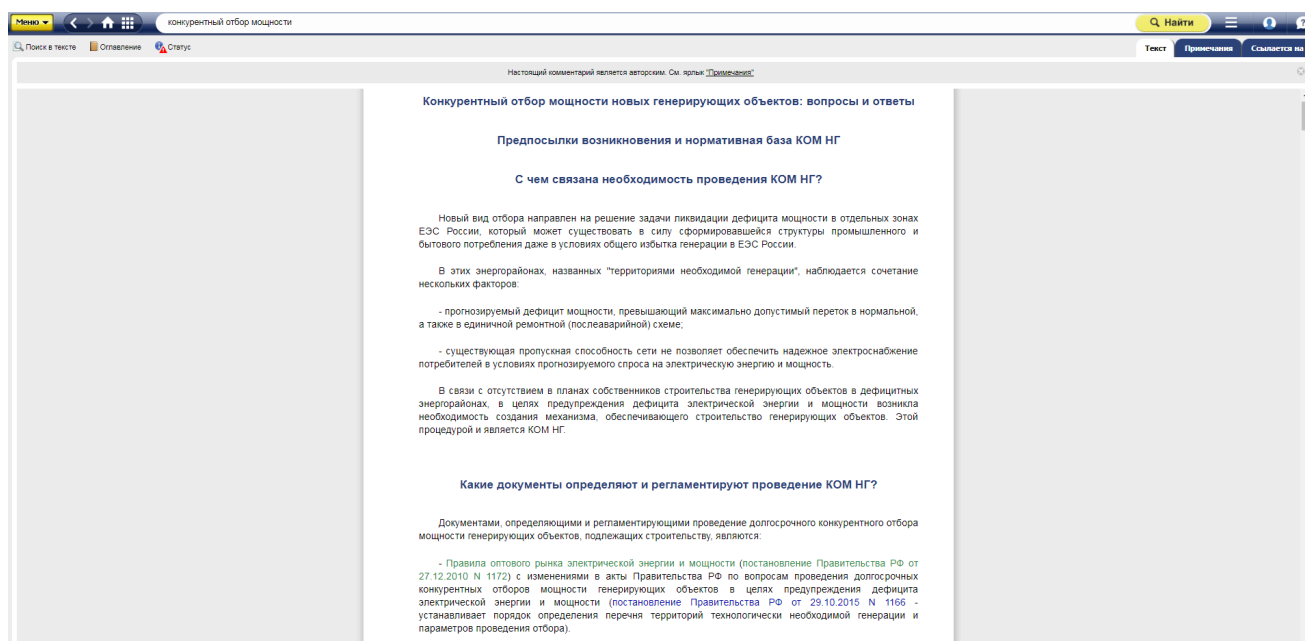 Меню
конкурентный отбор мощности
Найти
Поиск в тексте Оглавление Статус
Текст Примечания Ссылается на
Настоящий комментарий является авторским. См. ярлык "Примечания"
Конкурентный отбор мощности новых генерирующих объектов: вопросы и ответы
Предпосылки возникновения и нормативная база КОМ НГ
С чем связана необходимость проведения КОМ НГ?
Новый вид отбора направлен на решение задачи ликвидации дефицита мощности в отдельных зонах
ЕЭС России, который может существовать в силу сформировавшейся структуры промышленного и
бытового потребления даже в условиях общего избытка генерации в ЕЭС России.
В этих энергорайонах, названных "территориями необходимой генерации", наблюдается сочетание
нескольких факторов:
- прогнозируемый дефицит мощности, превышающий максимально допустимый переток в нормальной,
а также в единичной ремонтной (послеаварийной) схеме;
- существующая пропускная способность сети не позволяет обеспечить надежное электроснабжение
потребителей в условиях прогнозируемого спроса на электрическую энергию и мощность.
В связи с отсутствием в планах собственников строительства генерирующих объектов в дефицитных
энергорайонах, в целях предупреждения дефицита электрической энергии и мощности возникла
необходимость создания механизма, обеспечивающего строительство генерирующих объектов. Этой
процедурой и является КОМ НГ.
Какие документы определяют и регламентируют проведение КОМ НГ?
Документами, определяющими и регламентирующими проведение долгосрочного конкурентного отбора
мощности генерирующих объектов, подлежащих строительству, являются:
- Правила оптового рынка электрической энергии и мощности (постановление Правительства РФ от
27.12.2010 N 1172) с изменениями в акты Правительства РФ по вопросам проведения долгосрочных
конкурентных отборов мощности генерирующих объектов в целях предупреждения дефицита
электрической энергии и мощности (постановление Правительства РФ от 29.10.2015 N 1166 -
устанавливает порядок определения перечня территорий технологически необходимой генерации и
параметров проведения отбора).